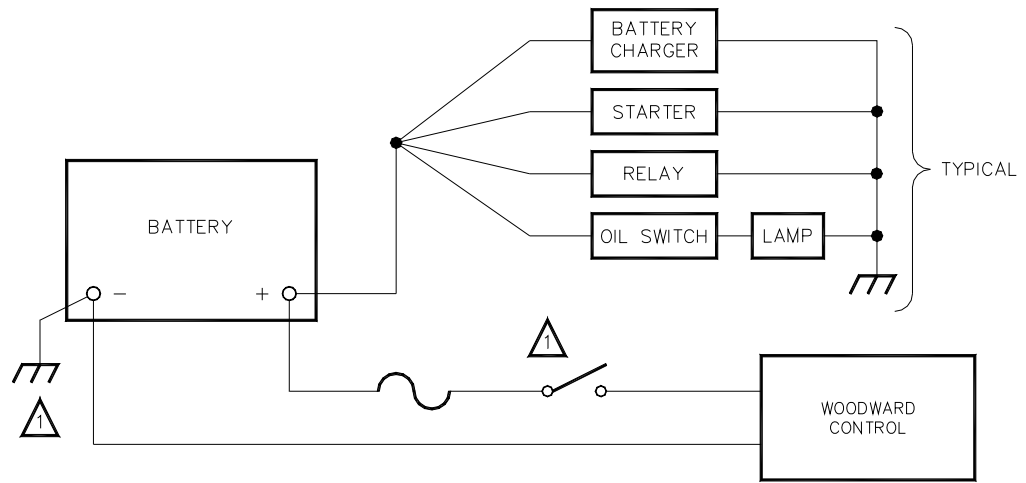 BATTERY
CHARGER
STARTER
RELAY
OIL SWITCH
LAMP
TYPICAL
BATTERY
−
+
1
1
WOODWARD
CONTROL